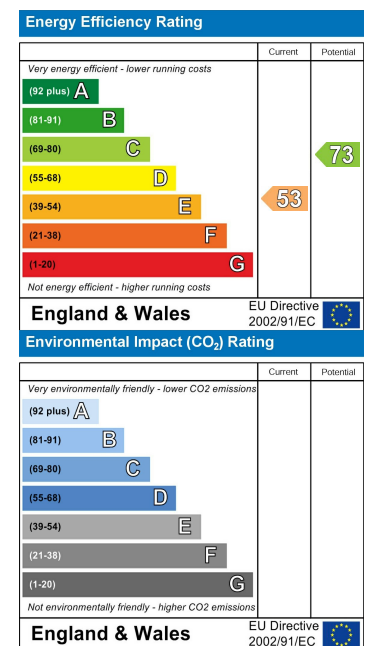 Energy Efficiency Rating
Current Potential
Very energy efficient - lower running costs
(92 plus) A
(81-91) B
(69-80) C
(55-68) D
(39-54) E
(21-38) F
(1-20) G
53
73
Not energy efficient - higher running costs
England & Wales
EU Directive
2002/91/EC
Environmental Impact (CO₂) Rating
Current Potential
Very environmentally friendly - lower CO2 emissions
(92 plus) A
(81-91) B
(69-80) C
(55-68) D
(39-54) E
(21-38) F
(1-20) G
Not environmentally friendly - higher CO2 emissions
England & Wales
EU Directive
2002/91/EC